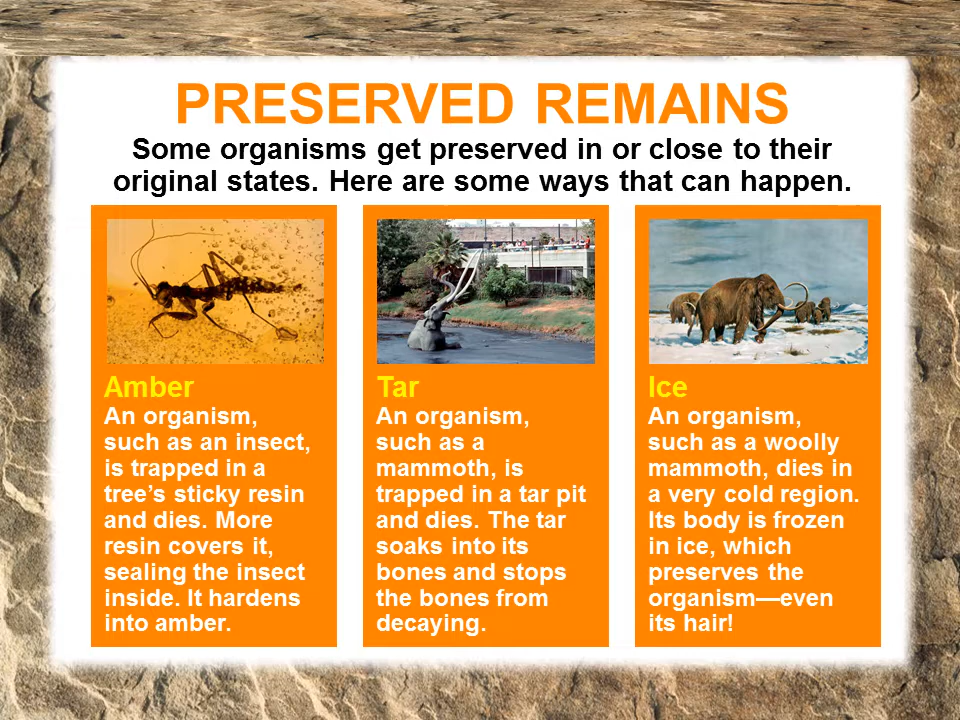 PRESERVED REMAINS
Some organisms get preserved in or close to their
original states. Here are some ways that can happen.
Amber
An organism,
such as an insect,
is trapped in a
tree’s sticky resin
and dies. More
resin covers it,
sealing the insect
inside. It hardens
into amber.
Tar
An organism,
such as a
mammoth, is
trapped in a tar pit
and dies. The tar
soaks into its
bones and stops
the bones from
decaying.
Ice
An organism,
such as a woolly
mammoth, dies in
a very cold region.
Its body is frozen
in ice, which
preserves the
organism—even
its hair!